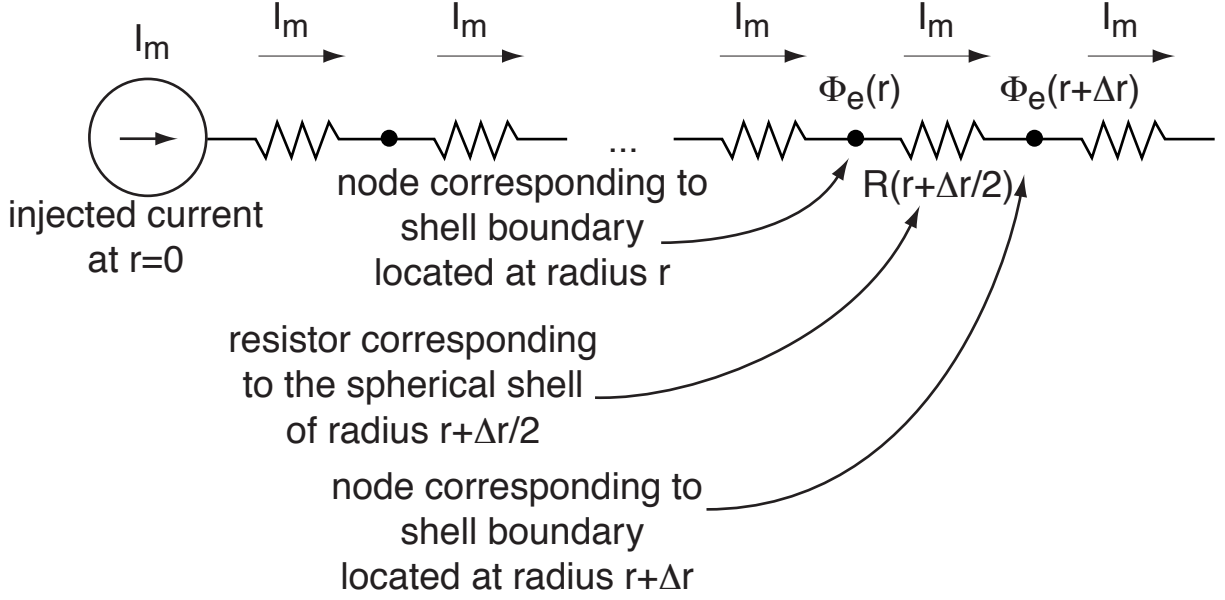 I_m
I_m
I_m
I_m
I_m
I_m
Φ_e(r)
Φ_e(r+Δr)
...
R(r+Δr/2)
injected current
at r=0
node corresponding to
shell boundary
located at radius r
resistor corresponding
to the spherical shell
of radius r+Δr/2
node corresponding to
shell boundary
located at radius r+Δr